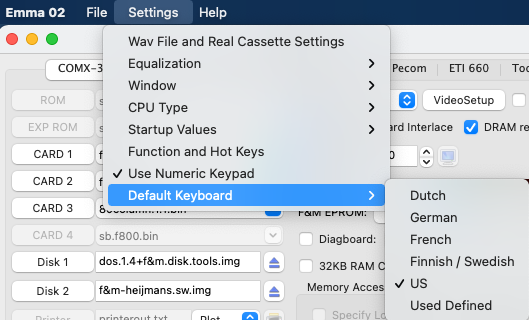 Emma 02 File Settings Help
Wav File and Real Cassette Settings
COMX-3 Equalization Pecom ETI 660 Too
Window
ROM s VideoSetup
CPU Type
EXP ROM s Startup Values ard Interlace DRAM re
CARD 1 f Function and Hot Keys 0
CARD 2 f Use Numeric Keypad
Default Keyboard
CARD 3 Dutch
F&M EPROM:
German
CARD 4 sb.f800.bin Diagboard:
French
Disk 1 dos.1.4+f&m.disk.tools.img 32KB RAM C Finnish / Swedish
US
Disk 2 f&m-heijmans.sw.img Memory Access
Used Defined
Printer printerout.txt Plot Specify Lo